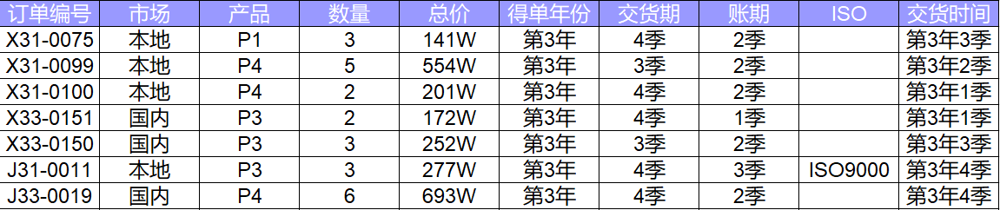 订单编号 市场 产品 数量 总价 得单年份 交货期 账期 ISO 交货时间
X31-0075 本地 P1 3 141W 第3年 4季 2季 第3年3季
X31-0099 本地 P4 5 554W 第3年 3季 2季 第3年2季
X31-0100 本地 P4 2 201W 第3年 4季 2季 第3年1季
X33-0151 国内 P3 2 172W 第3年 4季 1季 第3年1季
X33-0150 国内 P3 3 252W 第3年 3季 2季 第3年3季
J31-0011 本地 P3 3 277W 第3年 4季 3季 ISO9000 第3年4季
J33-0019 国内 P4 6 693W 第3年 4季 2季 第3年4季